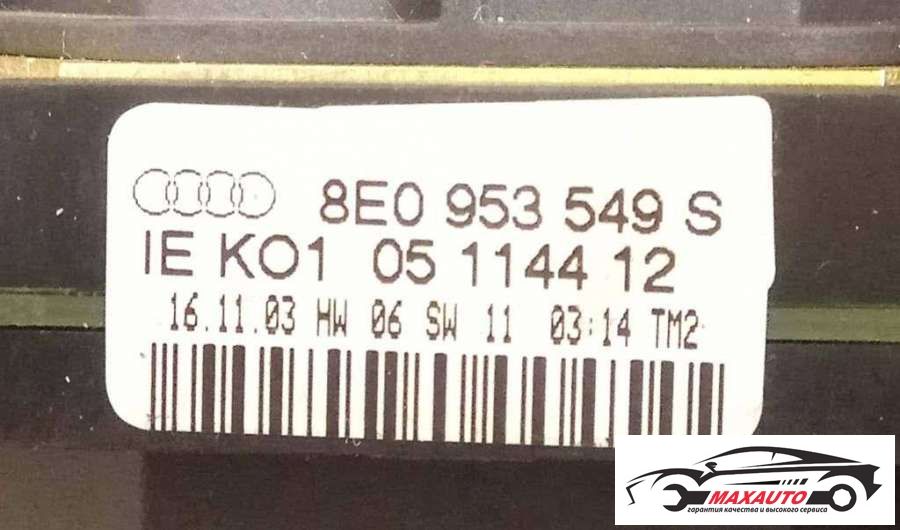 8E0 953 549 S
IE KO1 05 1144 12
16.11.03 HW 06 SW 11 03:14 TM2
MAXAUTO
гарантия качества и высокого сервиса